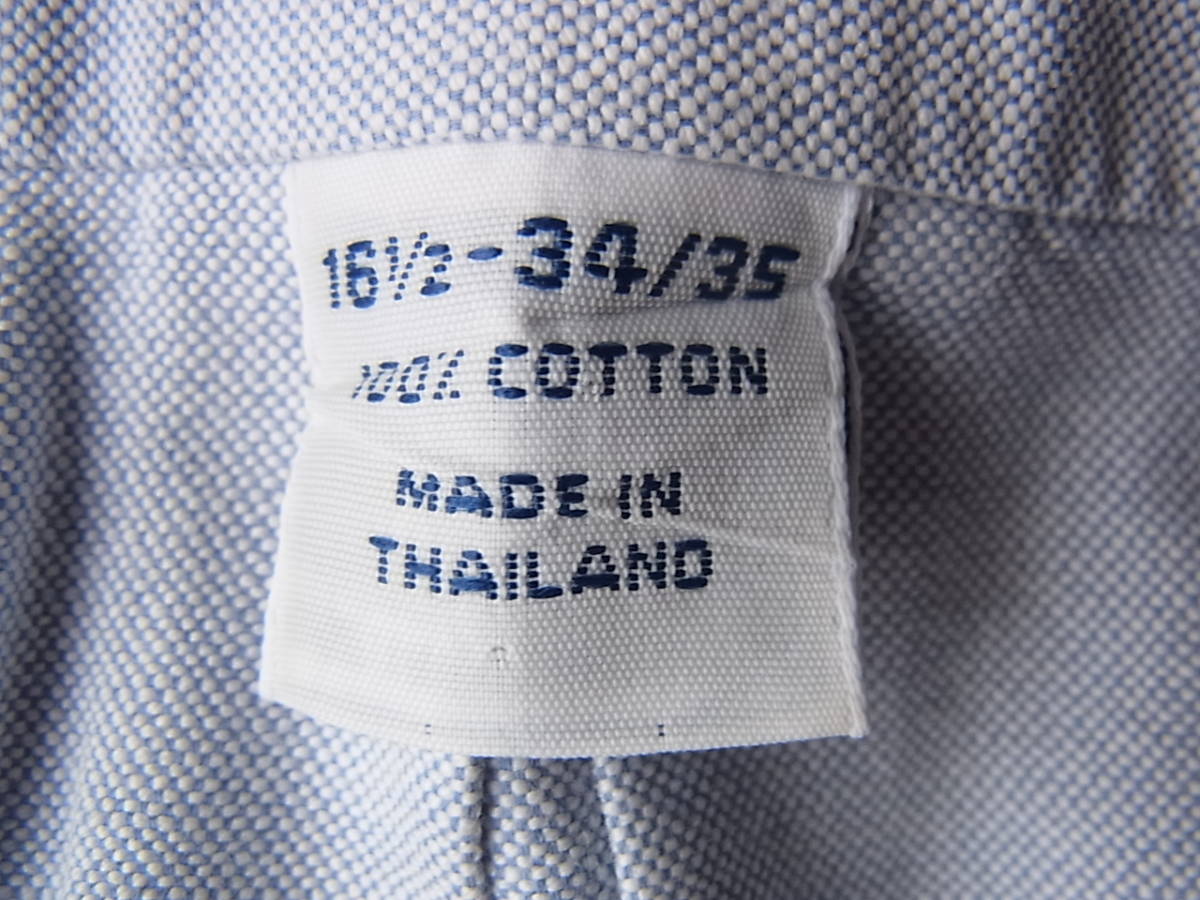 16½-34/35
100% COTTON
MADE IN
THAILAND